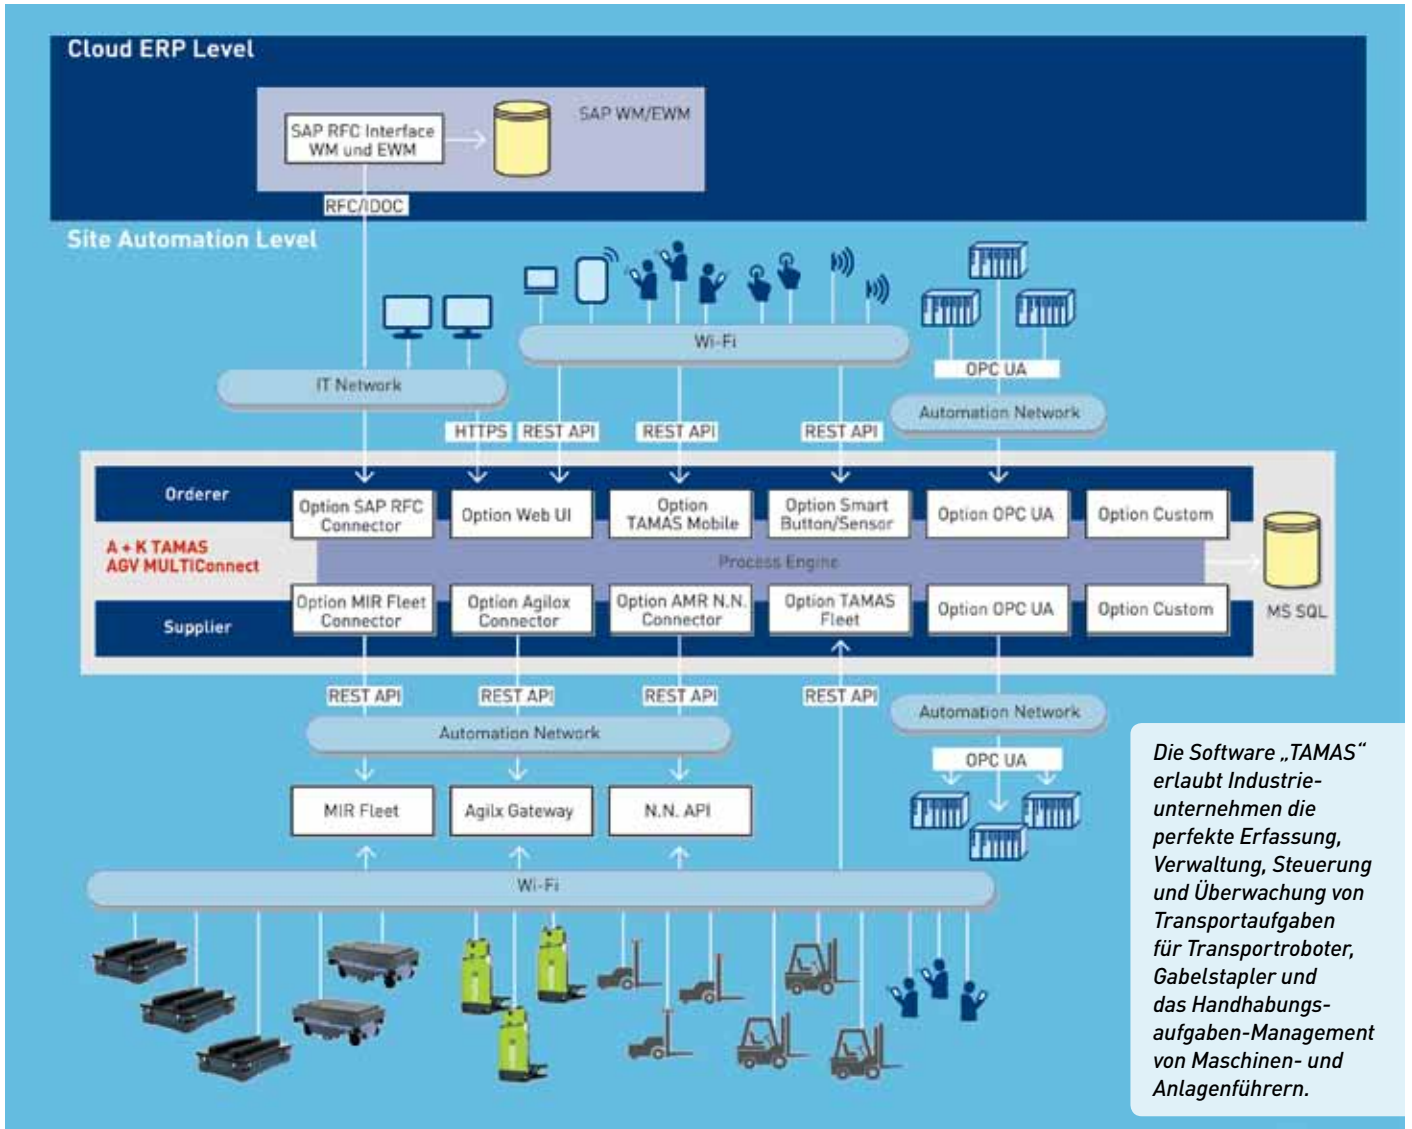 Cloud ERP Level
SAP WM/EWM
SAP RFC Interface
WM und EWM
RFC/IDOC
Site Automation Level
Wi-Fi
IT Network
OPC UA
Automation Network
HTTPS
REST API
REST API
REST API
Orderer
Option SAP RFC
Connector
Option Web UI
Option
TAMAS Mobile
Option Smart
Button/Sensor
Option OPC UA
Option Custom
A + K TAMAS
AGV MULTIConnect
Process Engine
MS SQL
Supplier
Option MIR Fleet
Connector
Option Agilox
Connector
Option AMR N.N.
Connector
Option TAMAS
Fleet
Option OPC UA
Option Custom
REST API
REST API
REST API
REST API
Automation Network
Automation Network
OPC UA
MIR Fleet
Agilx Gateway
N.N. API
Wi-Fi
Die Software „TAMAS“
erlaubt Industrie-
unternehmen die
perfekte Erfassung,
Verwaltung, Steuerung
und Überwachung von
Transportaufgaben
für Transportroboter,
Gabelstapler und
das Handhabungs-
aufgaben-Management
von Maschinen- und
Anlagenführern.